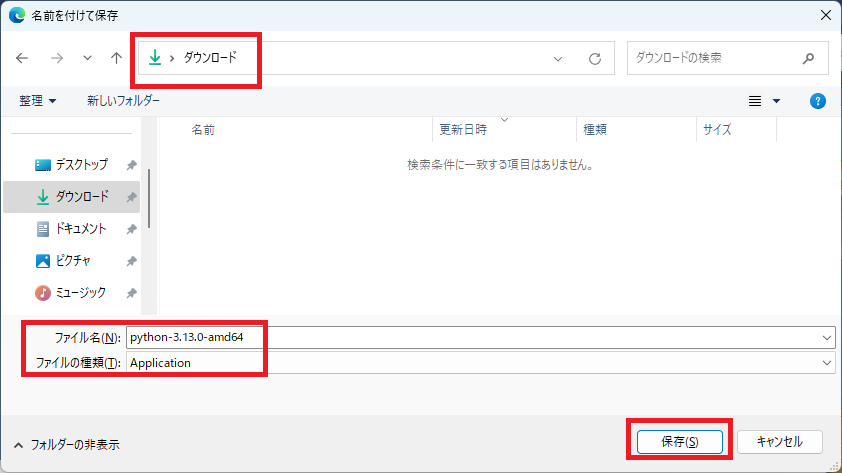 名前を付けて保存
ダウンロード
ダウンロードの検索
整理 新しいフォルダー
名前 更新日時 種類 サイズ
検索条件に一致する項目はありません。
デスクトップ
ダウンロード
ドキュメント
ピクチャ
ミュージック
ファイル名(N): python-3.13.0-amd64
ファイルの種類(T): Application
フォルダーの非表示 保存(S) キャンセル